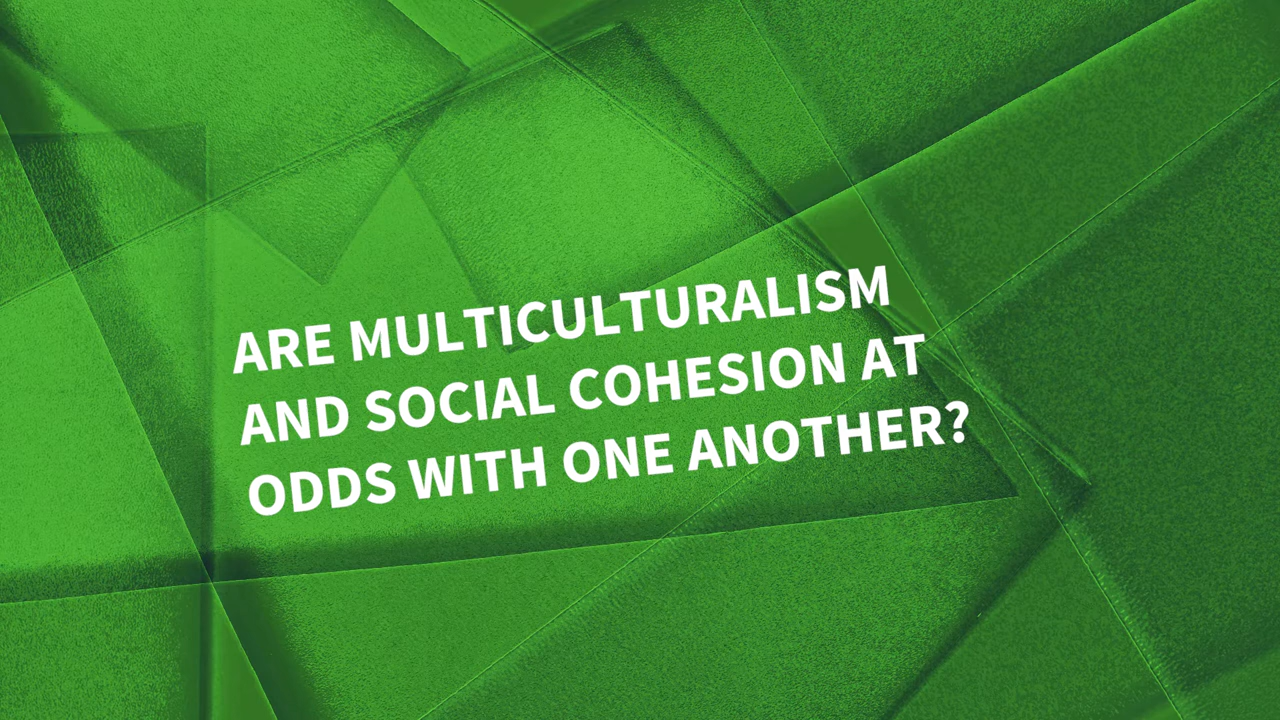 ARE MULTICULTURALISM
AND SOCIAL COHESION AT
ODDS WITH ONE ANOTHER?